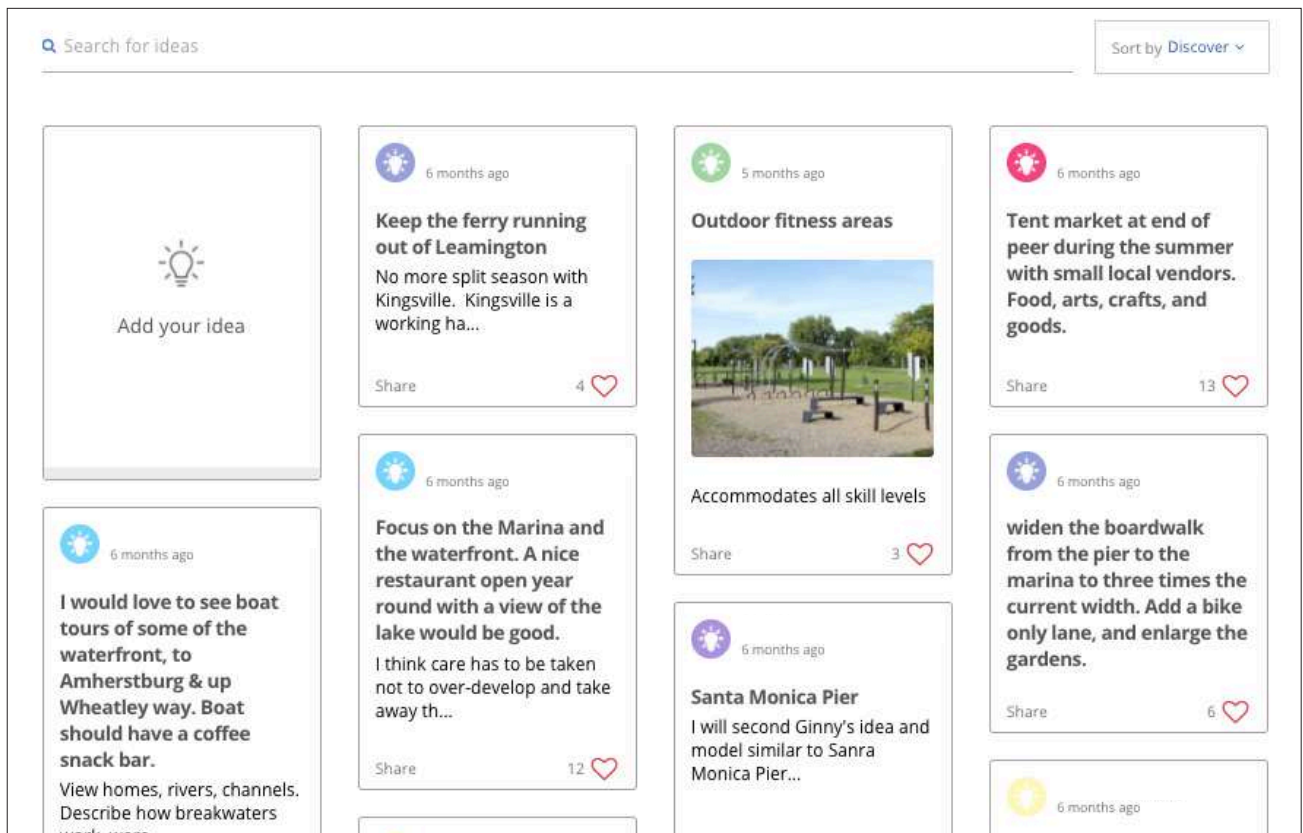 Search for ideas
Sort by Discover
Add your idea
6 months ago
I would love to see boat
tours of some of the
waterfront, to
Amherstburg & up
Wheatley way. Boat
should have a coffee
snack bar.
View homes, rivers, channels.
Describe how breakwaters
6 months ago
Keep the ferry running
out of Leamington
No more split season with
Kingsville. Kingsville is a
working ha...
Share 4
6 months ago
Focus on the Marina and
the waterfront. A nice
restaurant open year
round with a view of the
lake would be good.
I think care has to be taken
not to over-develop and take
away th...
Share 12
5 months ago
Outdoor fitness areas
Accommodates all skill levels
Share 3
6 months ago
Santa Monica Pier
I will second Ginny's idea and
model similar to Sanra
Monica Pier...
6 months ago
Tent market at end of
peer during the summer
with small local vendors.
Food, arts, crafts, and
goods.
Share 13
6 months ago
widen the boardwalk
from the pier to the
marina to three times the
current width. Add a bike
only lane, and enlarge the
gardens.
Share 6
6 months ago